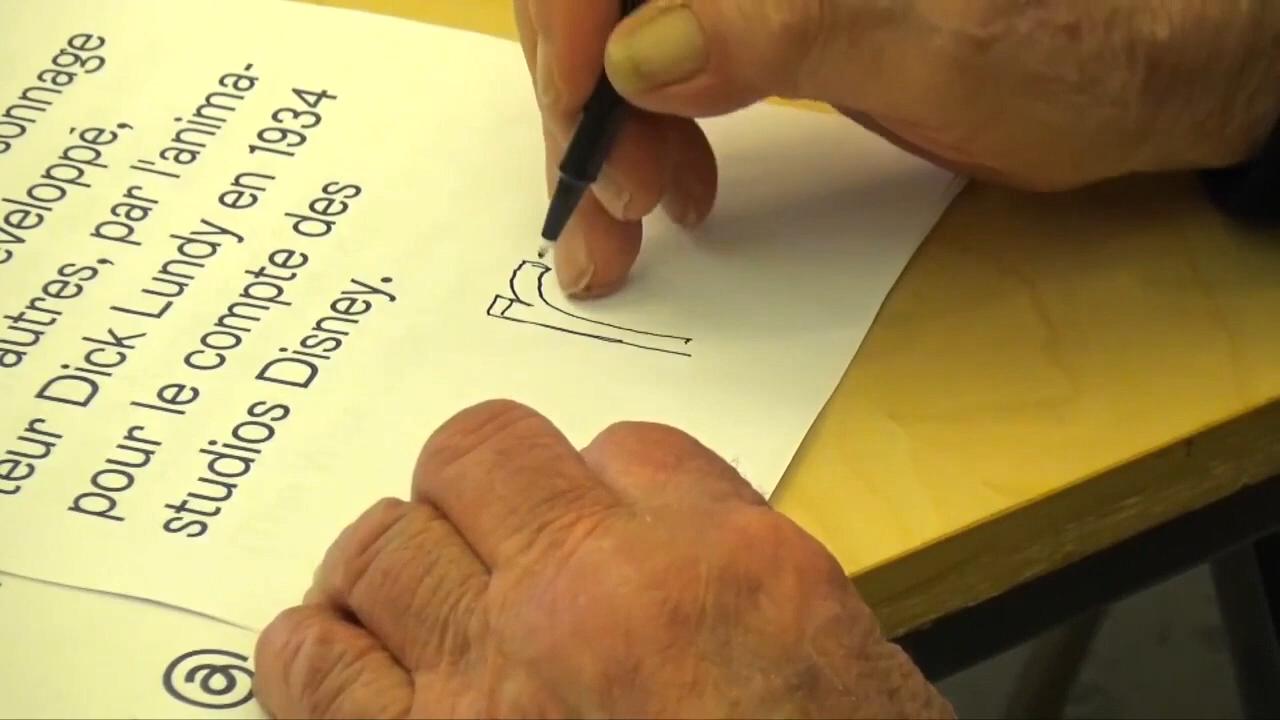 sonnage
veloppé,
autres, par l'anima-
teur Dick Lundy en 1934
pour le compte des
studios Disney.
@